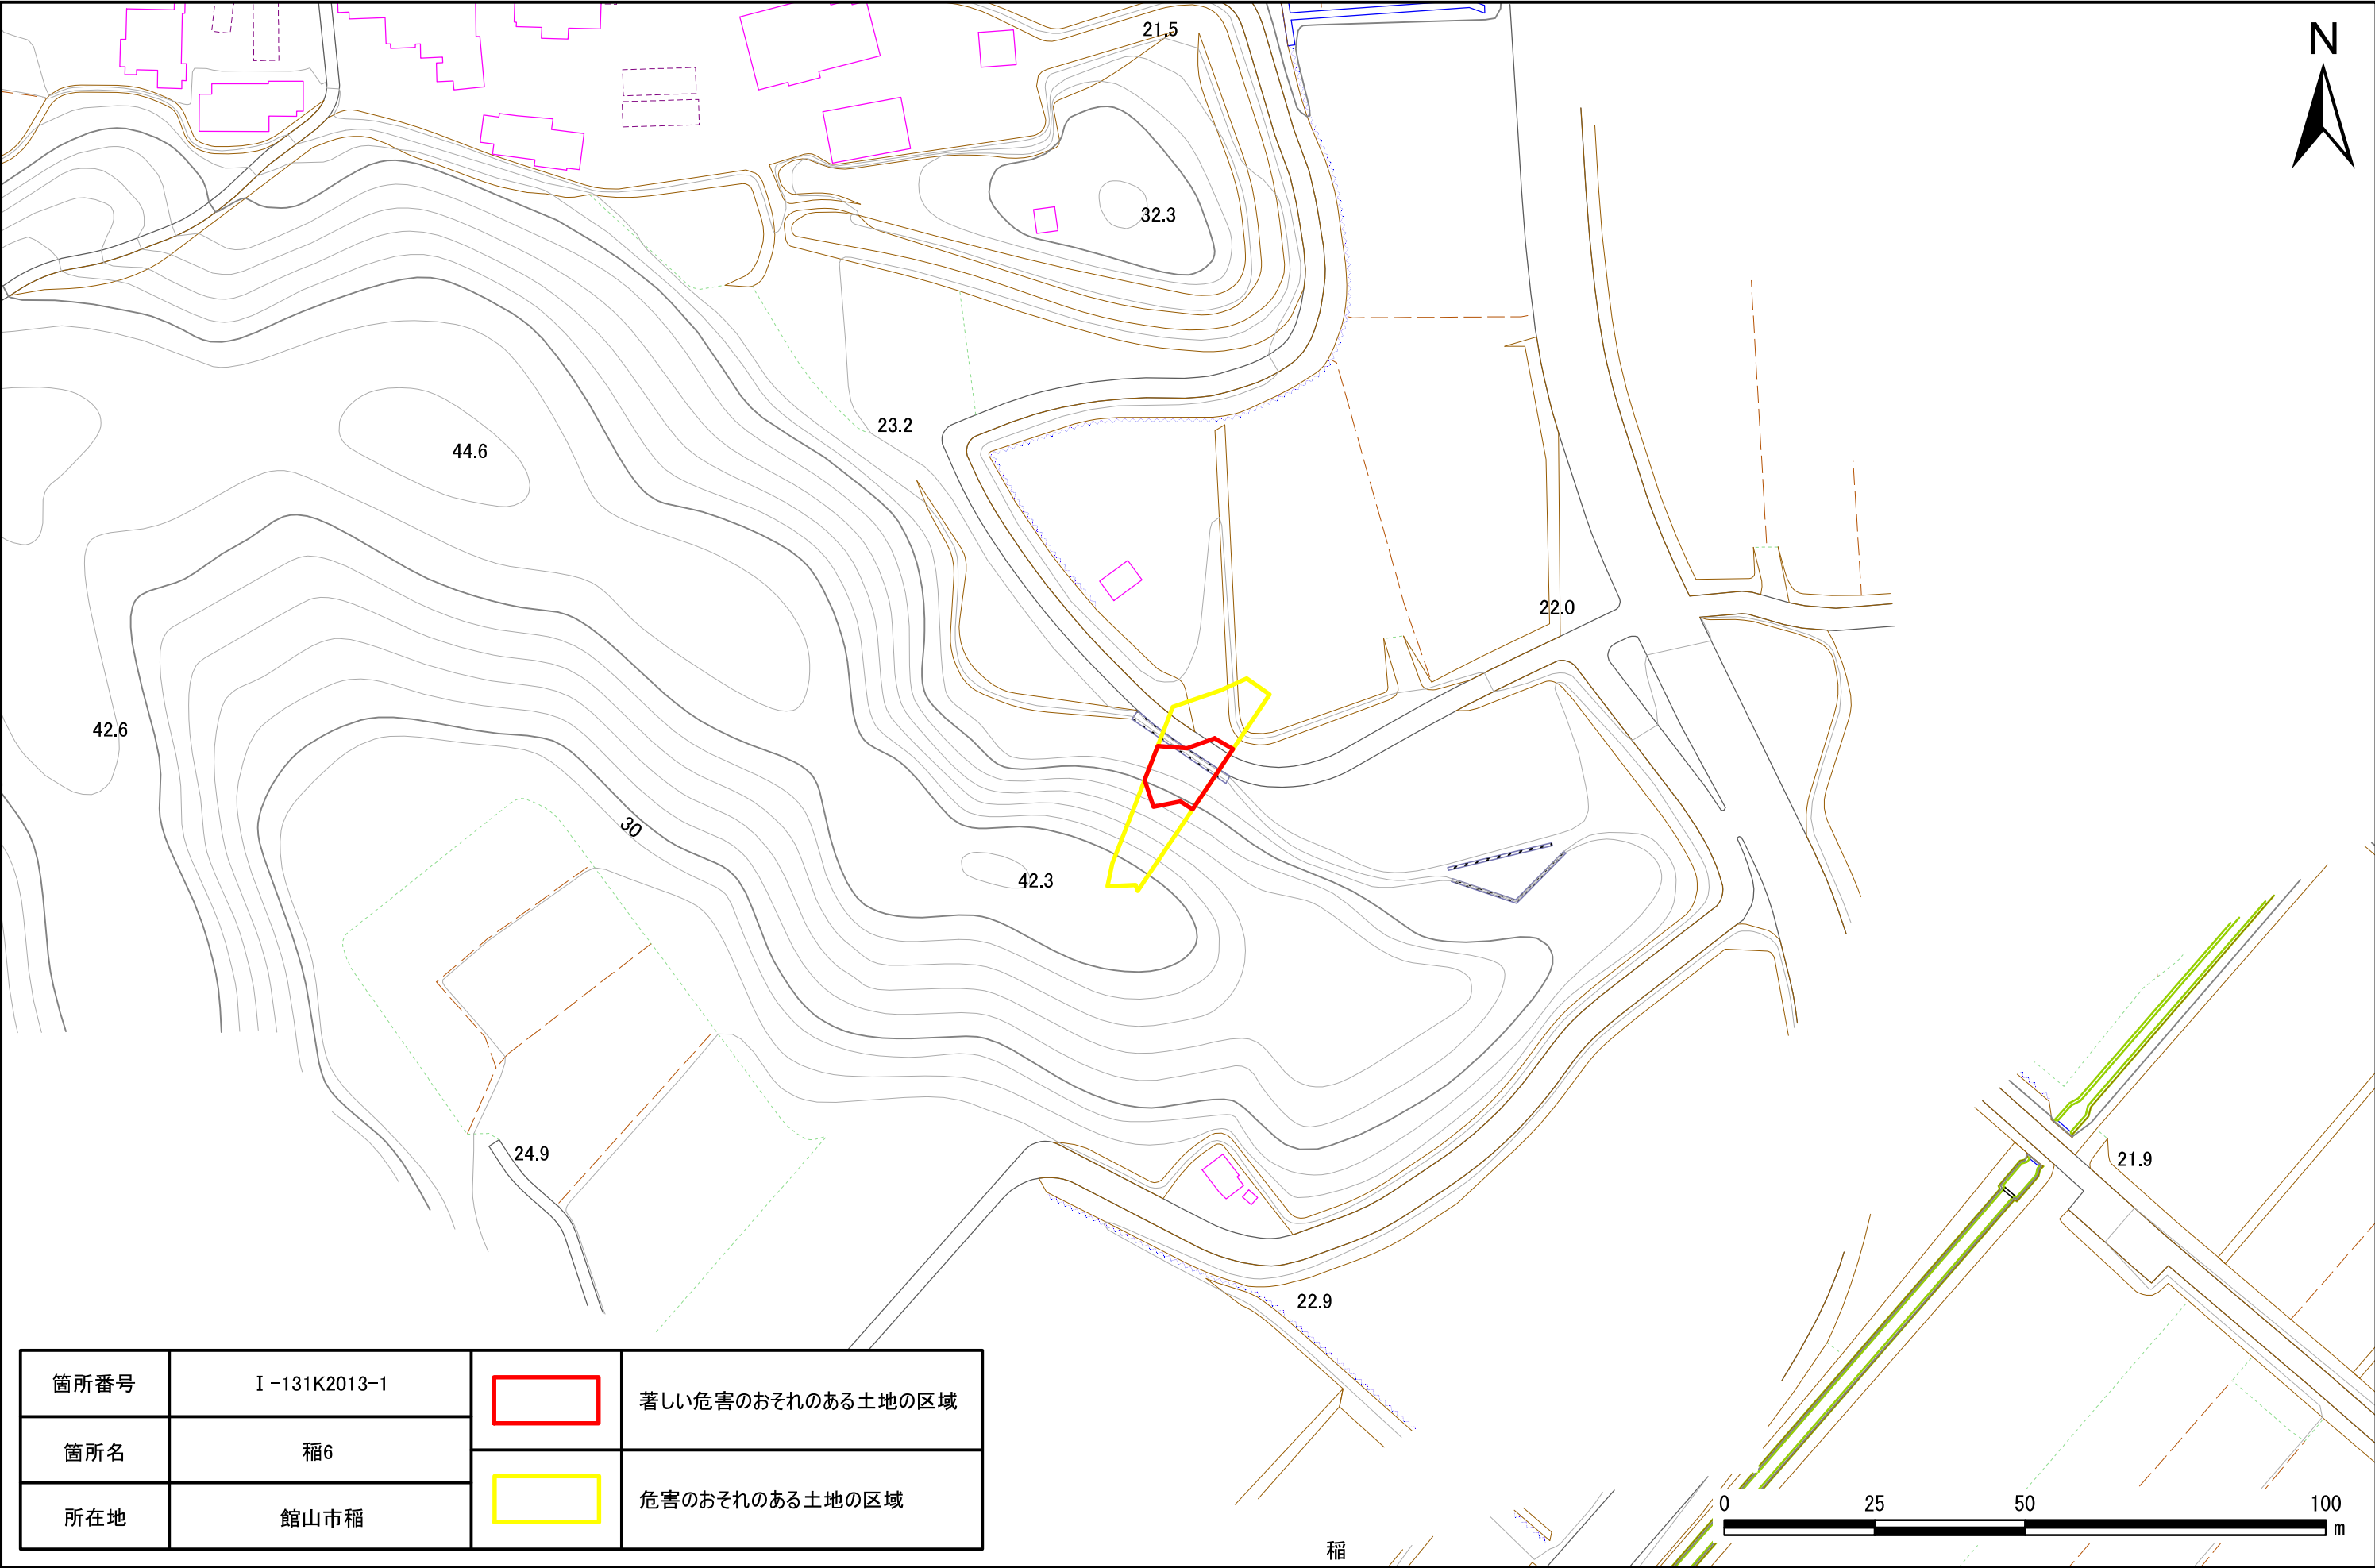 21.5
N
32.3
23.2
44.6
22.0
42.6
30
42.3
24.9
21.9
22.9
箇所番号 Ⅰ-131K2013-1
箇所名 稲6
所在地 館山市稲
著しい危害のおそれのある土地の区域
危害のおそれのある土地の区域
0 25 50 100
m
稲